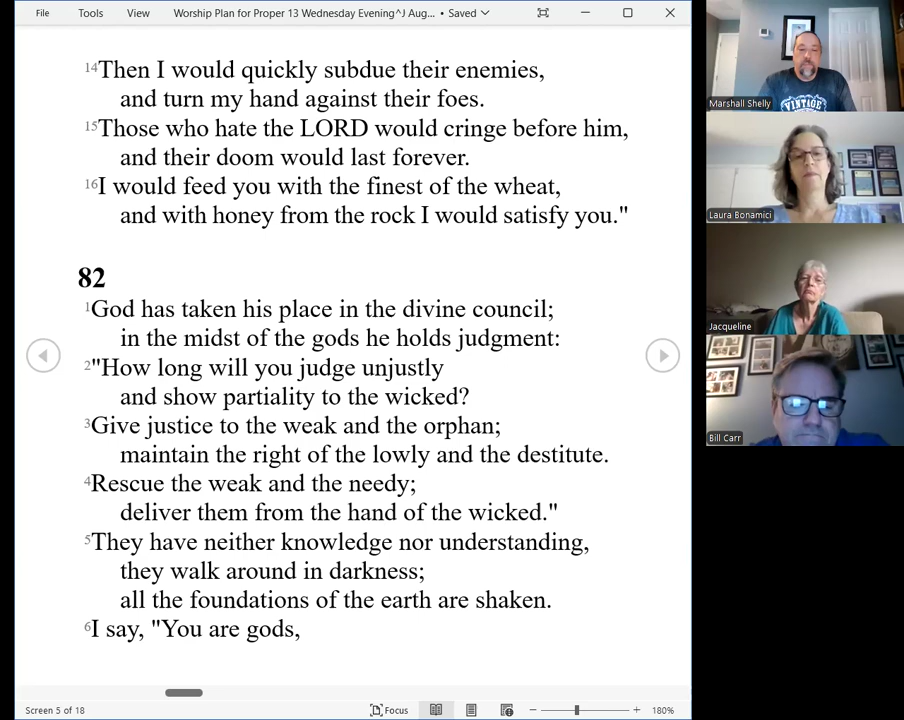 File
Tools
View
Worship Plan for Proper 13 Wednesday Evening^J Aug... • Saved
14Then I would quickly subdue their enemies,
and turn my hand against their foes.
15Those who hate the LORD would cringe before him,
and their doom would last forever.
16I would feed you with the finest of the wheat,
and with honey from the rock I would satisfy you."
82
1God has taken his place in the divine council;
in the midst of the gods he holds judgment:
2"How long will you judge unjustly
and show partiality to the wicked?
3Give justice to the weak and the orphan;
maintain the right of the lowly and the destitute.
4Rescue the weak and the needy;
deliver them from the hand of the wicked."
5They have neither knowledge nor understanding,
they walk around in darkness;
all the foundations of the earth are shaken.
6I say, "You are gods,
Screen 5 of 18
Focus
180%
VINTAGE
Marshall Shelly
Laura Bonamici
Jacqueline
Bill Carr